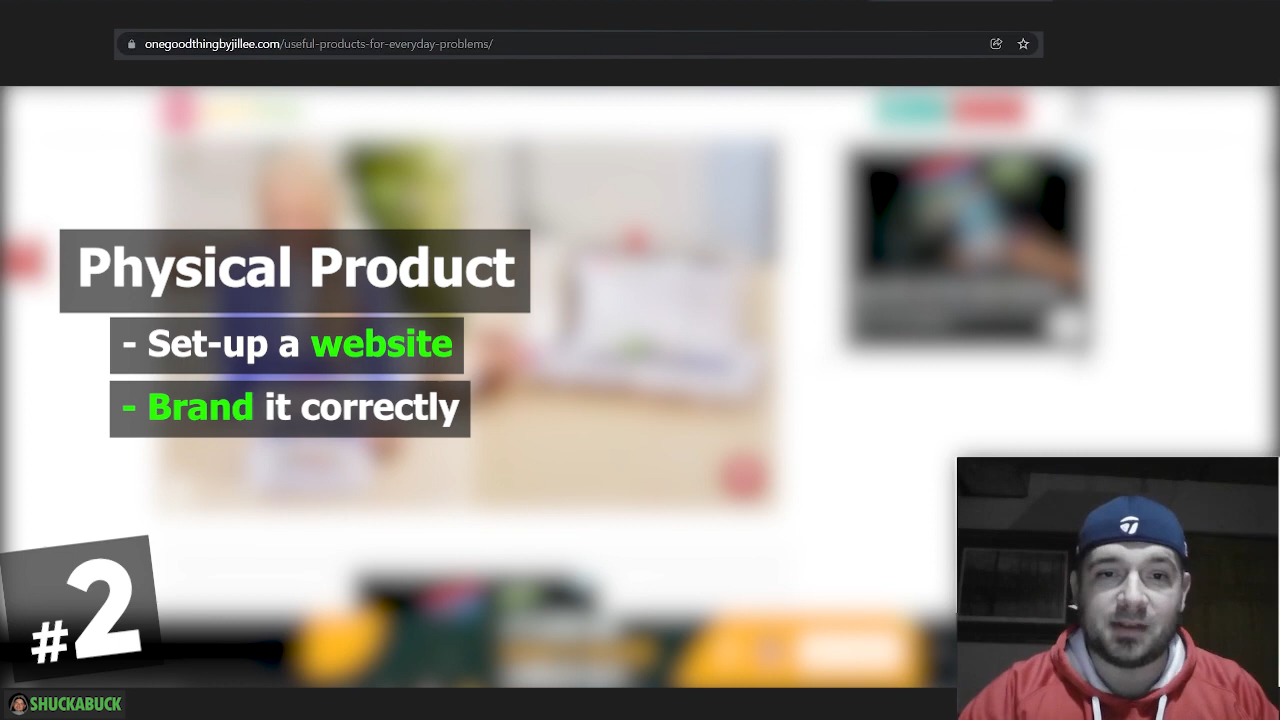 onegoodthingbyjillee.com/useful-products-for-everyday-problems/
Physical Product
- Set-up a website
- Brand it correctly
#2
SHUCKABUCK